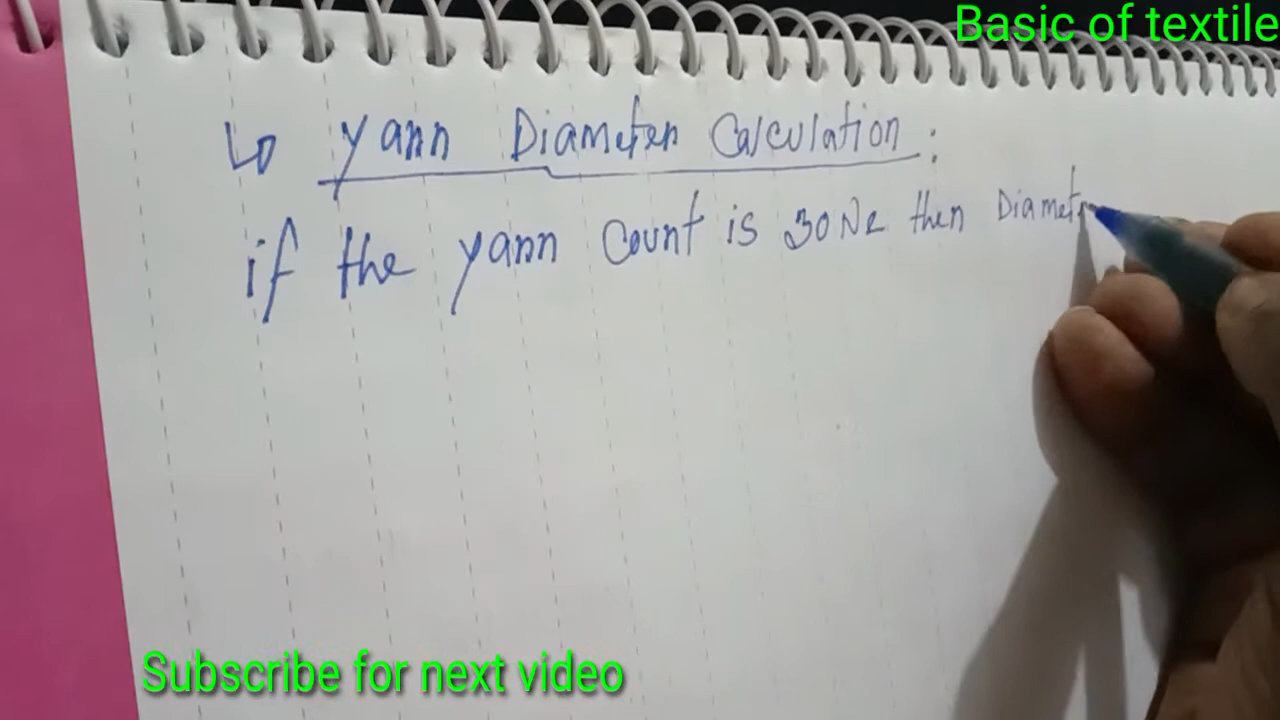 Basic of textile
↳ Yarn Diameter Calculation :
if the yarn Count is 30Ne then Diamet
Subscribe for next video